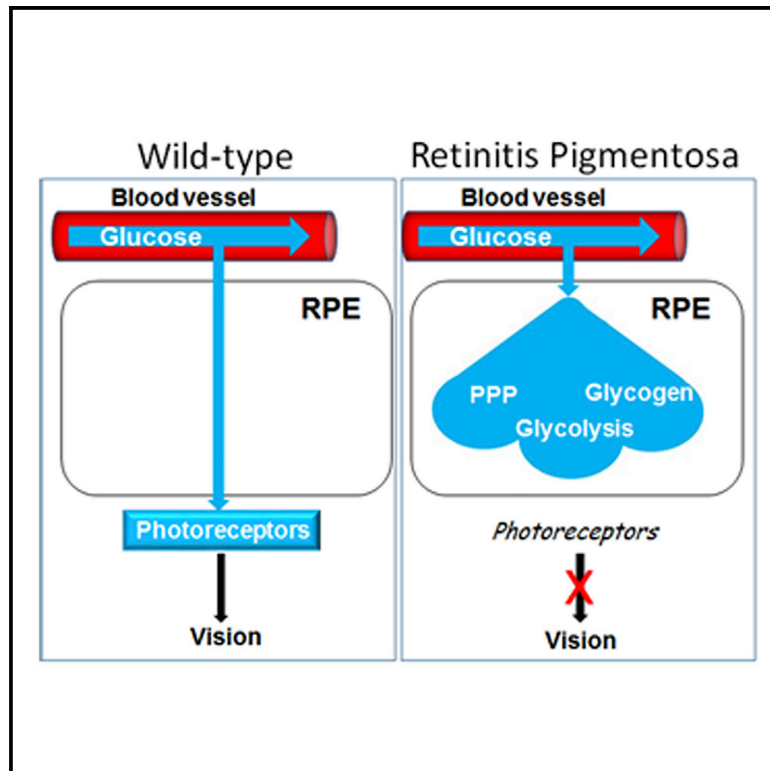 Wild-type
Blood vessel
Glucose
RPE
Photoreceptors
Vision
Retinitis Pigmentosa
Blood vessel
Glucose
RPE
PPP
Glycogen
Glycolysis
Photoreceptors
X
Vision